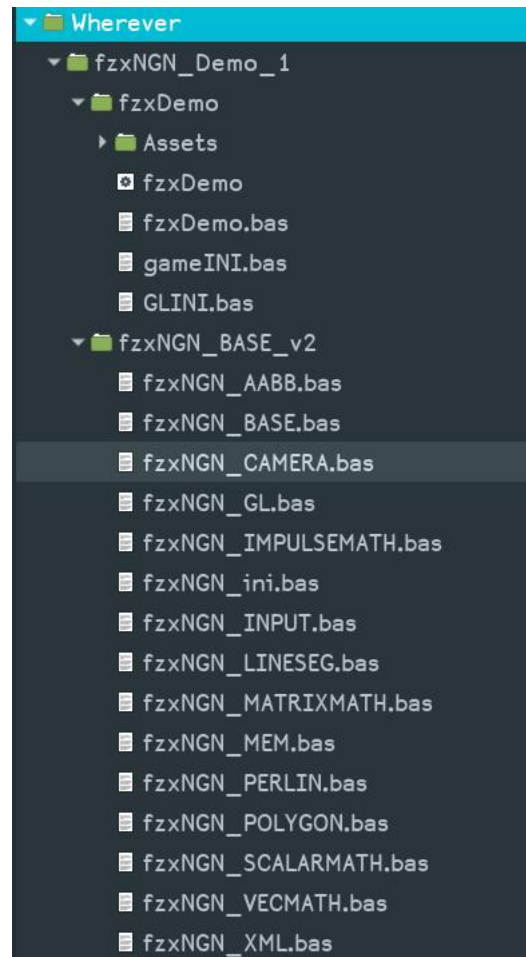 Wherever
fzxNGN_Demo_1
fzxDemo
Assets
fzxDemo
fzxDemo.bas
gameINI.bas
GLINI.bas
fzxNGN_BASE_v2
fzxNGN_AABB.bas
fzxNGN_BASE.bas
fzxNGN_CAMERA.bas
fzxNGN_GL.bas
fzxNGN_IMPULSEMATH.bas
fzxNGN_ini.bas
fzxNGN_INPUT.bas
fzxNGN_LINESEG.bas
fzxNGN_MATRIXMATH.bas
fzxNGN_MEM.bas
fzxNGN_PERLIN.bas
fzxNGN_POLYGON.bas
fzxNGN_SCALARMATH.bas
fzxNGN_VECMATH.bas
fzxNGN_XML.bas